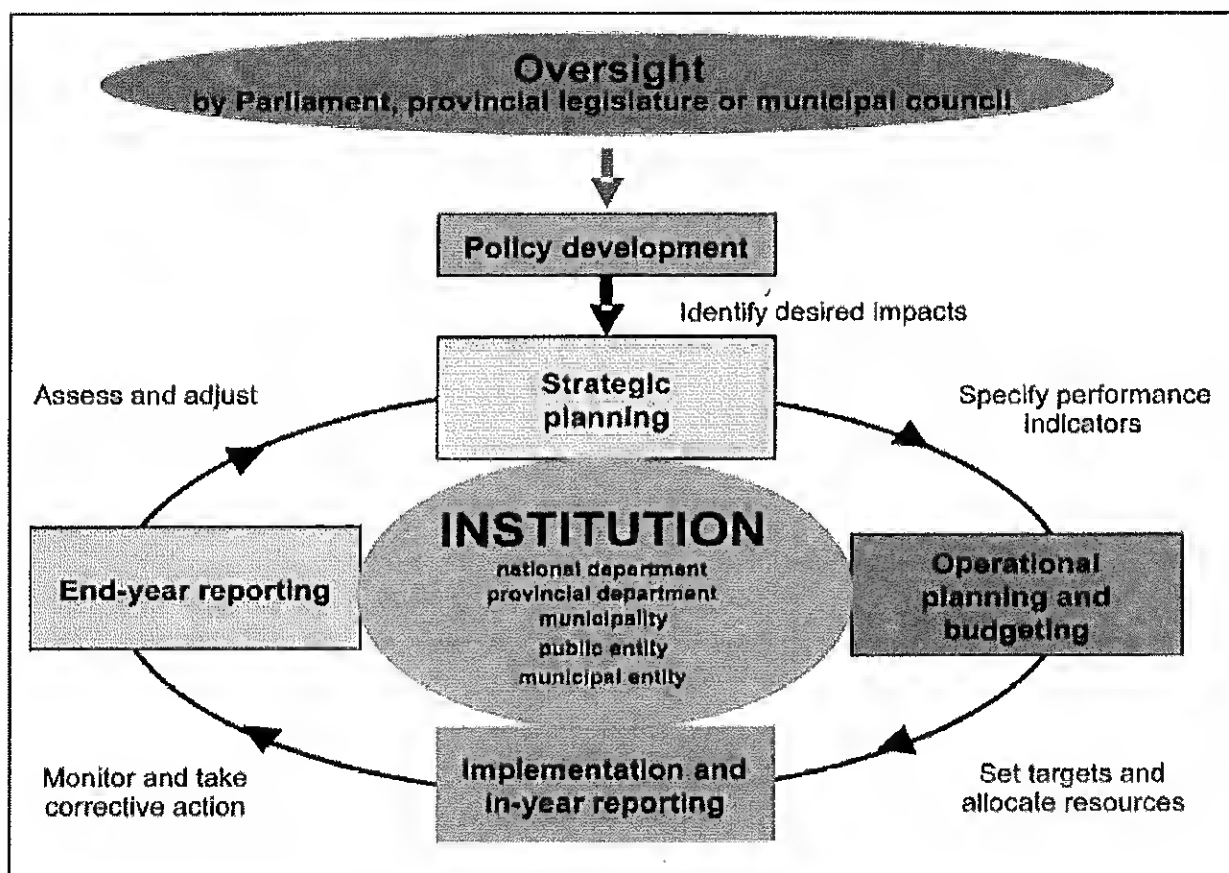 Oversight
by Parliament, provincial legislature or municipal council
Policy development
Identify desired impacts
Strategic
planning
Assess and adjust
Specify performance
indicators
INSTITUTION
national department
provincial department
municipality
public entity
municipal entity
End-year reporting
Operational
planning and
budgeting
Implementation and
in-year reporting
Monitor and take
corrective action
Set targets and
allocate resources